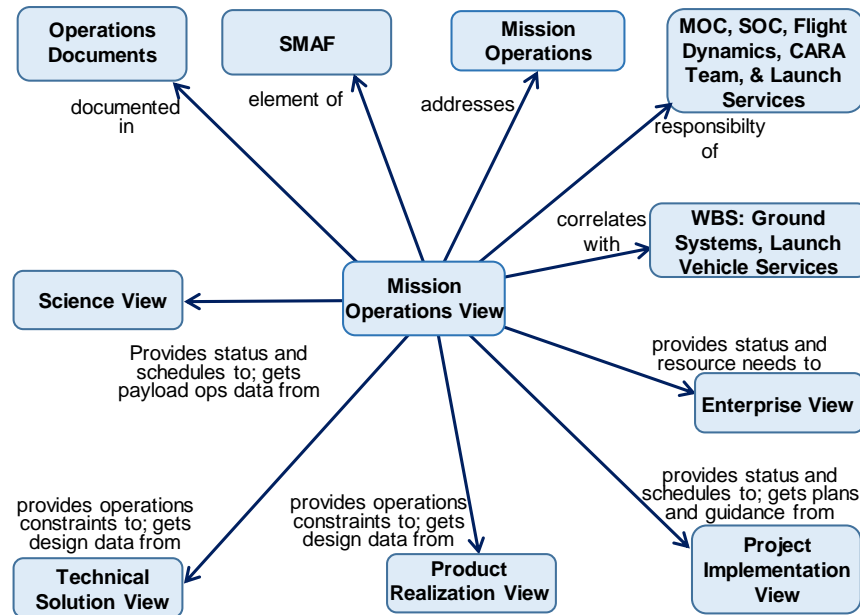 Operations
Documents
SMAF
Mission
Operations
MOC, SOC, Flight
Dynamics, CARA
Team, & Launch
Services
documented
in
element of
addresses
responsibilty
of
correlates
with
WBS: Ground
Systems, Launch
Vehicle Services
Science View
Mission
Operations View
Provides status and
schedules to; gets
payload ops data from
provides status and
resource needs to
Enterprise View
provides operations
constraints to; gets
design data from
provides operations
constraints to; gets
design data from
provides status and
schedules to; gets plans
and guidance from
Technical
Solution View
Product
Realization View
Project
Implementation
View